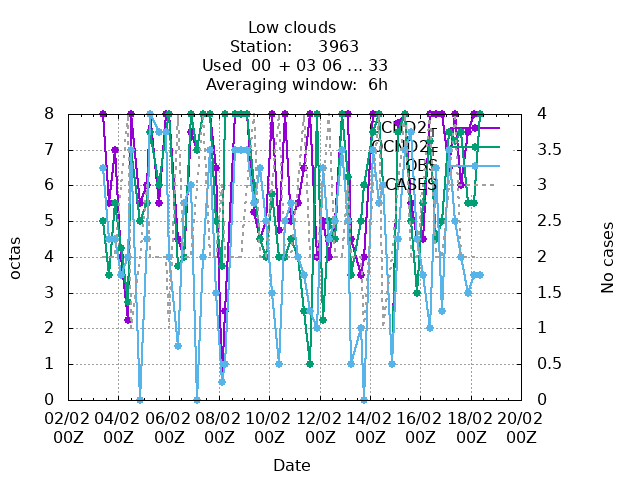 Low clouds
Station: 3963
Used 00 + 03 06 ... 33
Averaging window: 6h
octas
8
7
6
5
4
3
2
1
0
4
3.5
3
2.5
2
1.5
1
0.5
0
No cases
OBS
CASES
02/02 04/02 06/02 08/02 10/02 12/02 14/02 16/02 18/02 20/02
00Z 00Z 00Z 00Z 00Z 00Z 00Z 00Z 00Z 00Z
Date